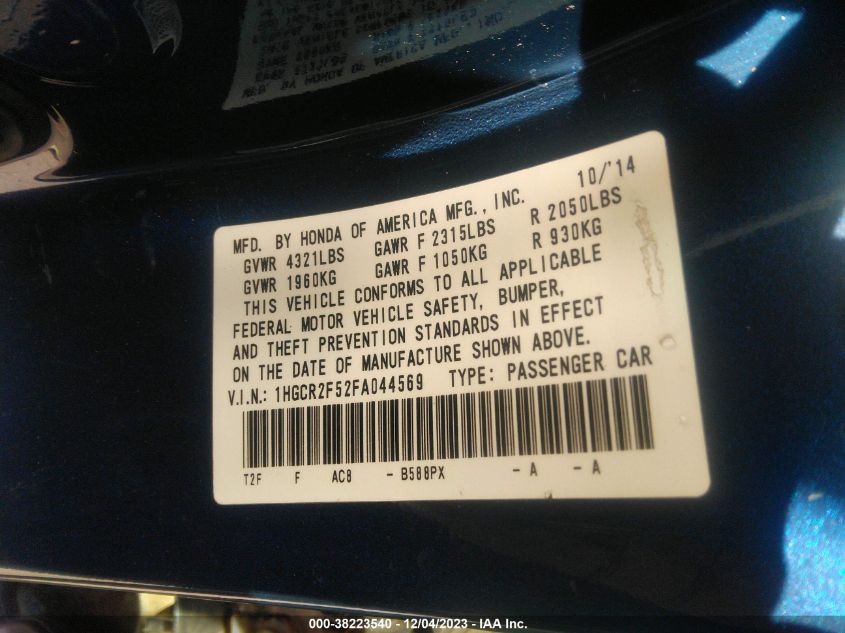 MFD. BY HONDA OF AMERICA MFG., INC. 10/'14
GVWR 4321LBS GAWR F 2315LBS R 2050LBS
GVWR 1960KG GAWR F 1050KG R 930KG
THIS VEHICLE CONFORMS TO ALL APPLICABLE
FEDERAL MOTOR VEHICLE SAFETY, BUMPER,
AND THEFT PREVENTION STANDARDS IN EFFECT
ON THE DATE OF MANUFACTURE SHOWN ABOVE.
V.I.N.: 1HGCR2F52FA044569 TYPE: PASSENGER CAR
T2F F AC8 - B588PX - A - A
000-38223540 - 12/04/2023 - IAA Inc.